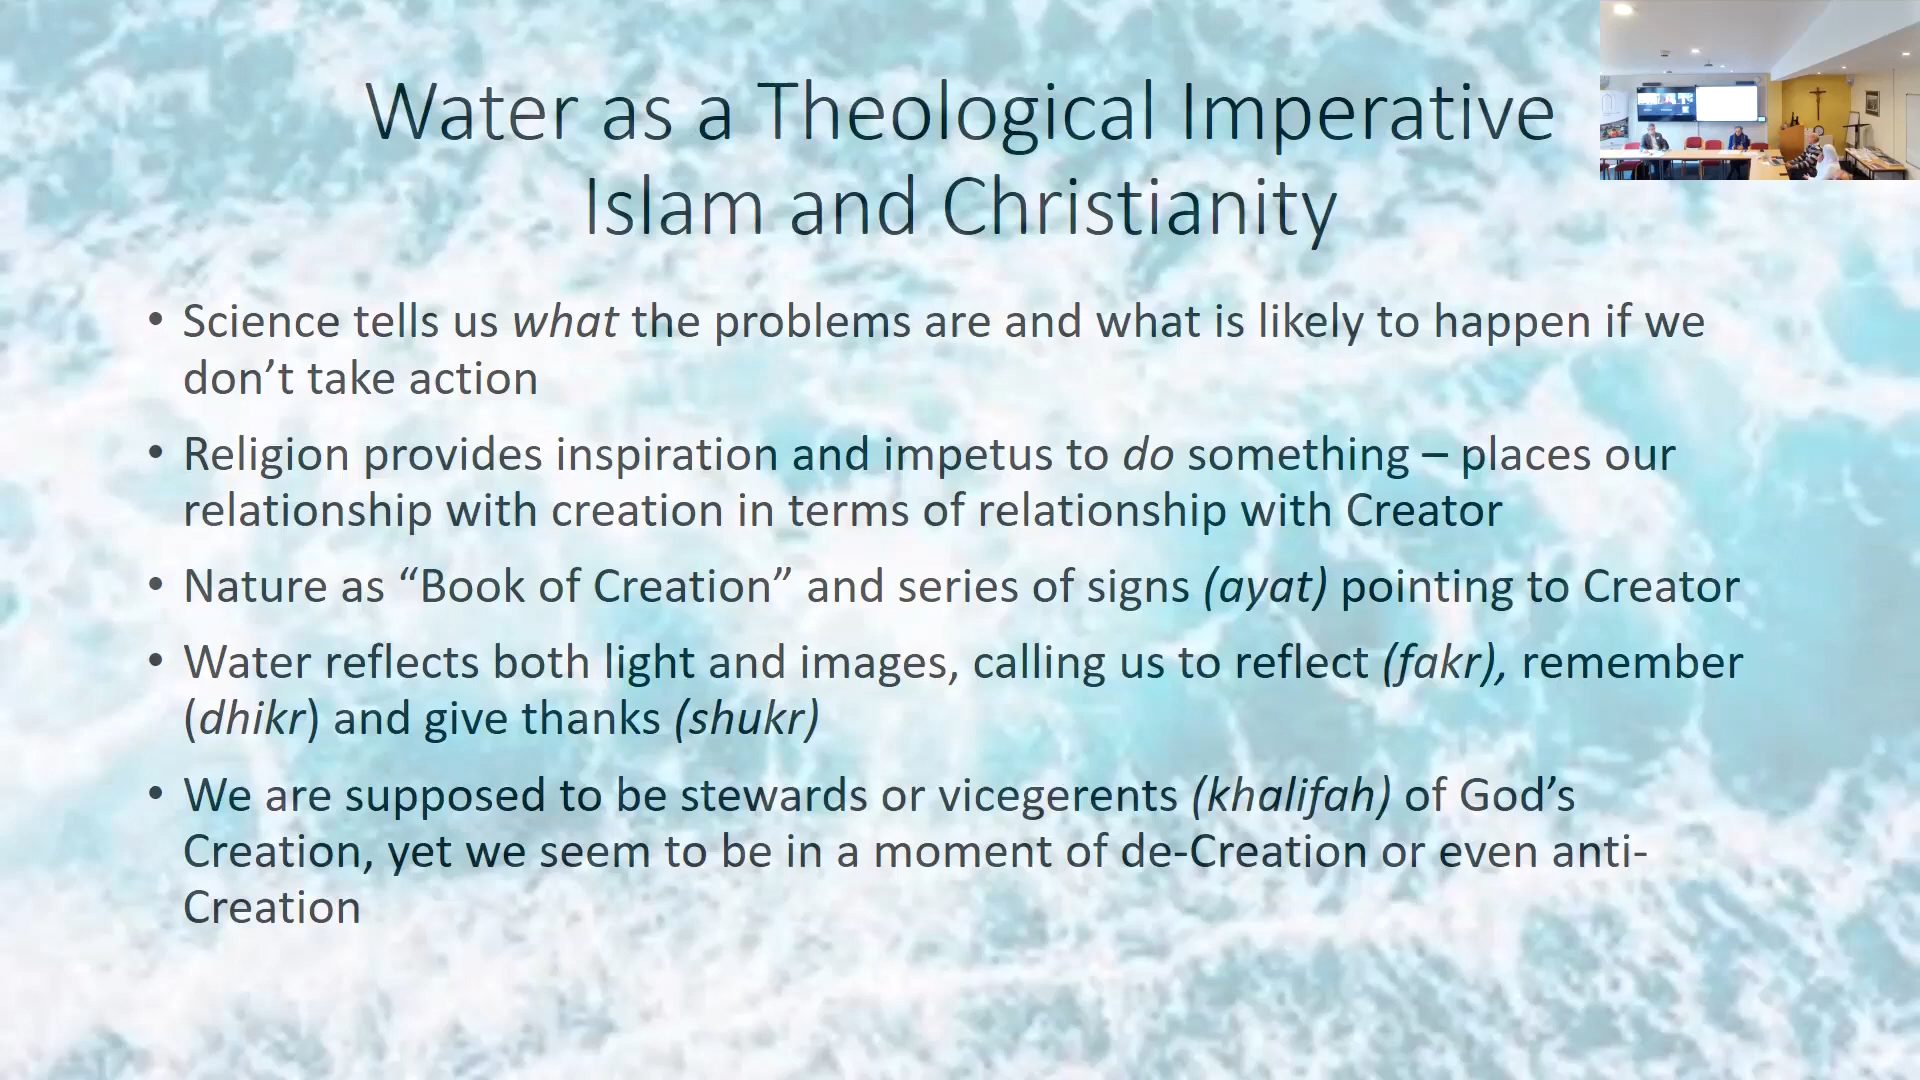 Water as a Theological Imperative
Islam and Christianity
• Science tells us what the problems are and what is likely to happen if we
don’t take action
• Religion provides inspiration and impetus to do something – places our
relationship with creation in terms of relationship with Creator
• Nature as “Book of Creation” and series of signs (ayat) pointing to Creator
• Water reflects both light and images, calling us to reflect (fakr), remember
(dhikr) and give thanks (shukr)
• We are supposed to be stewards or vicegerents (khalifah) of God’s
Creation, yet we seem to be in a moment of de-Creation or even anti-
Creation